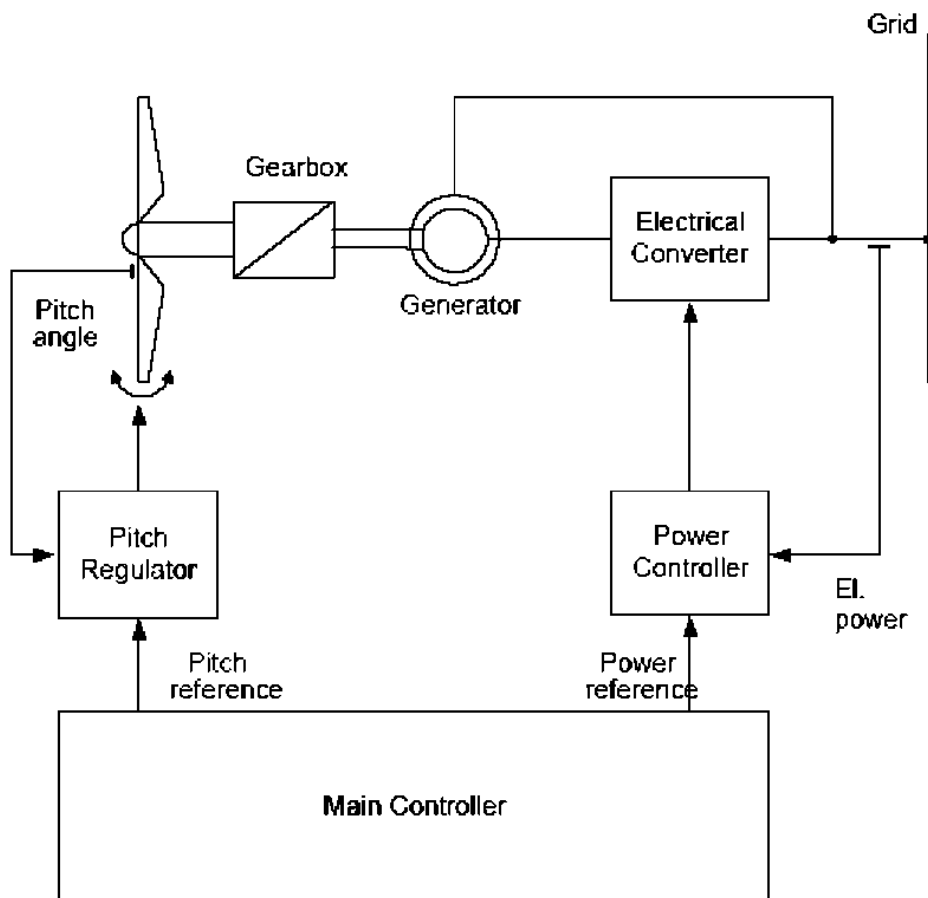 Grid
Gearbox
Electrical
Converter
Generator
Pitch
angle
Pitch
Regulator
Power
Controller
El.
power
Pitch
reference
Power
reference
Main Controller